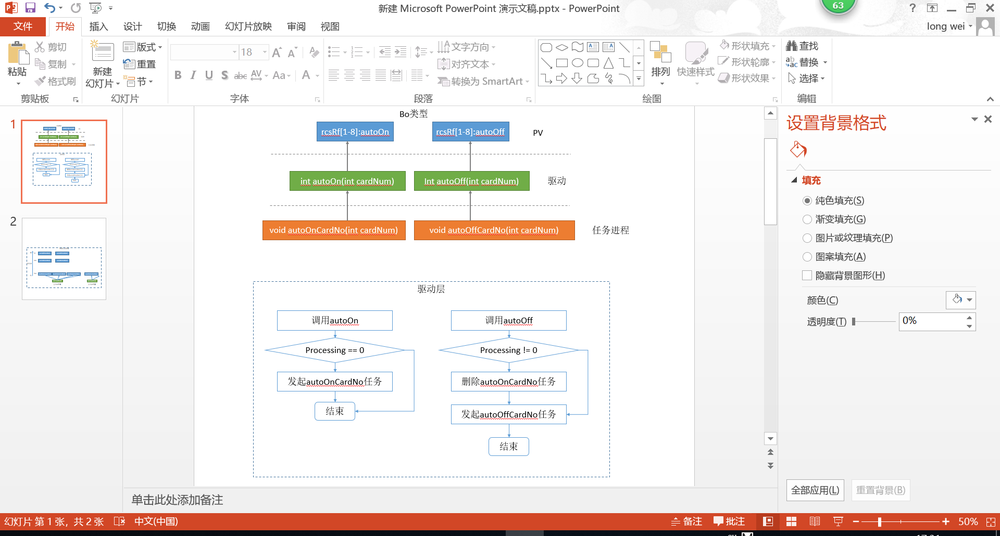 新建 Microsoft PowerPoint 演示文稿.pptx - PowerPoint
63
文件 开始 插入 设计 切换 动画 幻灯片放映 审阅 视图
long wei
粘贴
剪切
复制
格式刷
剪贴板
新建
幻灯片
版式
重置
节
幻灯片
18
B I U S abc AV Aa A
字体
文字方向
对齐文本
转换为 SmartArt
段落
排列
快速样式
形状填充
形状轮廓
形状效果
绘图
查找
替换
选择
编辑
1
2
Bo类型
rcsRf[1-8]:autoOn
rcsRf[1-8]:autoOff
PV
int autoOn(int cardNum)
Int autoOff(int cardNum)
驱动
void autoOnCardNo(int cardNum)
void autoOffCardNo(int cardNum)
任务进程
驱动层
调用autoOn
Processing == 0
发起autoOnCardNo任务
结束
调用autoOff
Processing != 0
删除autoOnCardNo任务
发起autoOffCardNo任务
结束
单击此处添加备注
设置背景格式
填充
纯色填充(S)
渐变填充(G)
图片或纹理填充(P)
图案填充(A)
隐藏背景图形(H)
颜色(C)
透明度(T)
0%
全部应用(L)
重置背景(B)
幻灯片 第 1 张，共 2 张
中文(中国)
备注
批注
50%